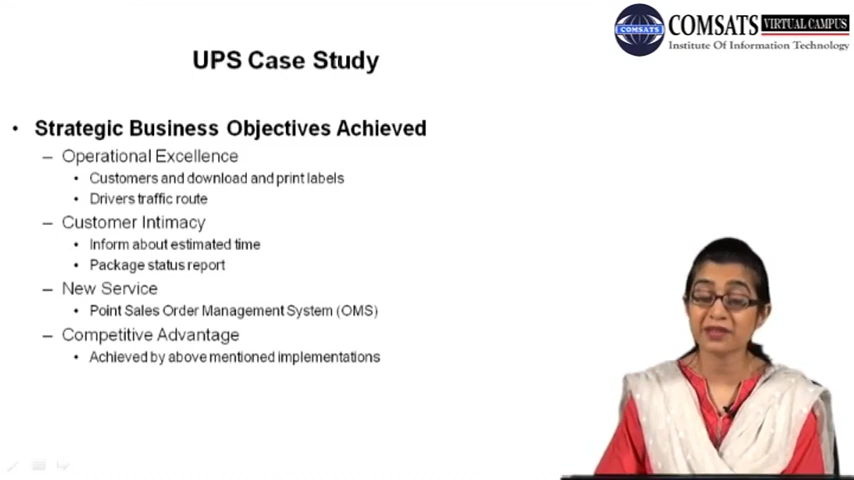 COMSATS VIRTUAL CAMPUS
COMSATS
Institute Of Information Technology
UPS Case Study
• Strategic Business Objectives Achieved
– Operational Excellence
• Customers and download and print labels
• Drivers traffic route
– Customer Intimacy
• Inform about estimated time
• Package status report
– New Service
• Point Sales Order Management System (OMS)
– Competitive Advantage
• Achieved by above mentioned implementations